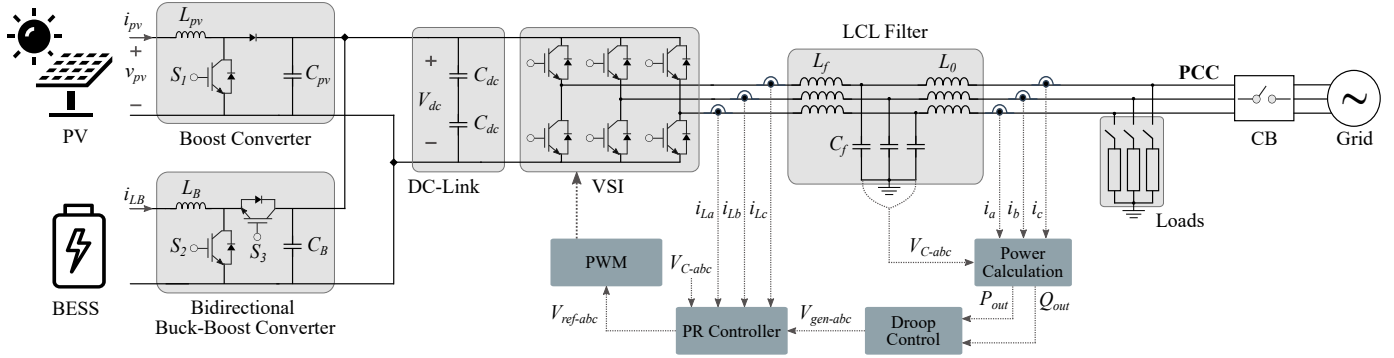 i_pv
L_pv
+
v_pv
−
S_1
C_pv
PV
Boost Converter
+
V_dc
−
C_dc
C_dc
DC-Link
VSI
LCL Filter
L_f
L_0
C_f
PCC
CB
~
Grid
Loads
i_LB
L_B
S_2
S_3
C_B
BESS
Bidirectional
Buck-Boost Converter
i_La i_Lb i_Lc
i_a i_b i_c
PWM
V_C-abc
V_C-abc
Power
Calculation
P_out
Q_out
V_ref-abc
PR Controller
V_gen-abc
Droop
Control